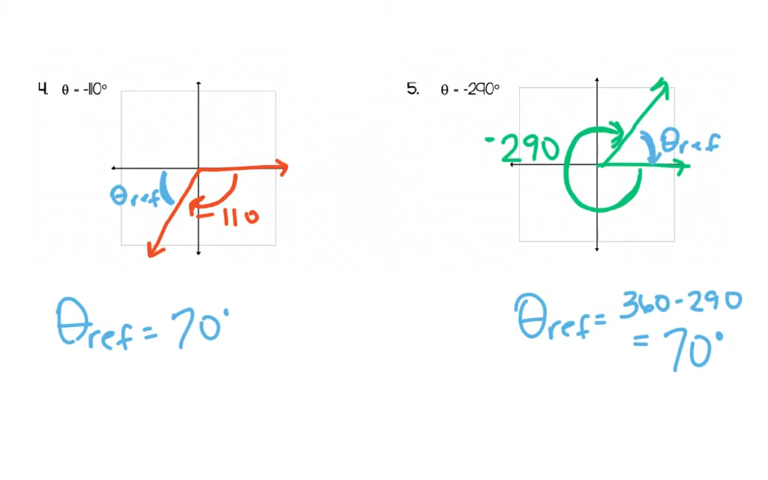 4. θ = -110°
θref
-110
θref = 70°
5. θ = -290°
-290
θref
θref = 360-290
= 70°